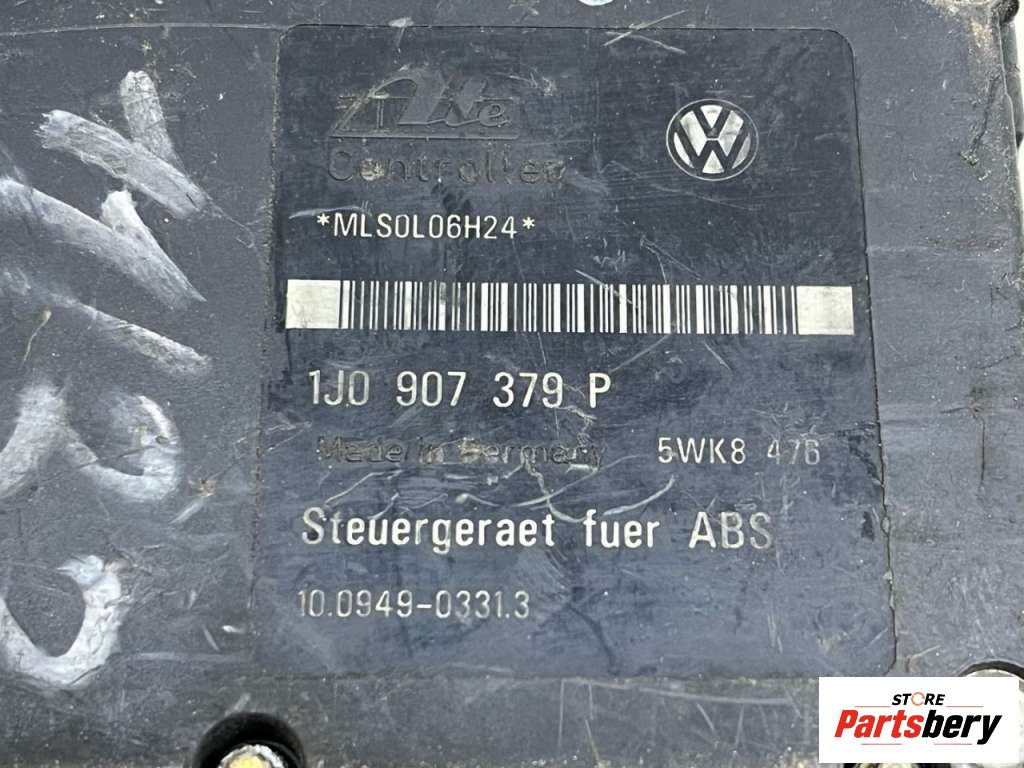 Ate
Controller
*MLS0L06H24*
1J0 907 379 P
Made in Germany 5WK8 476
Steuergeraet fuer ABS
10.0949-0331.3
STORE
Partsbery